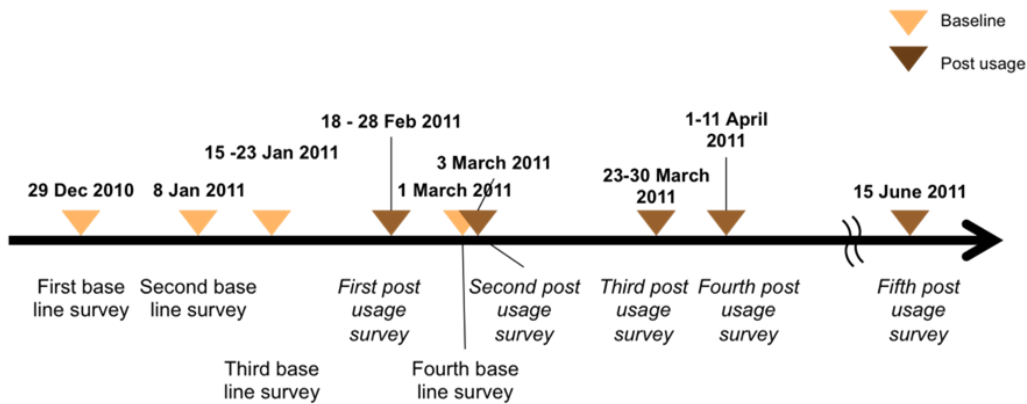 Baseline
Post usage
18 - 28 Feb 2011
1-11 April
2011
15 -23 Jan 2011
3 March 2011
29 Dec 2010
8 Jan 2011
1 March 2011
23-30 March
2011
15 June 2011
First base
line survey
Second base
line survey
First post
usage
survey
Second post
usage
survey
Third post
usage
survey
Fourth post
usage
survey
Fifth post
usage
survey
Third base
line survey
Fourth base
line survey